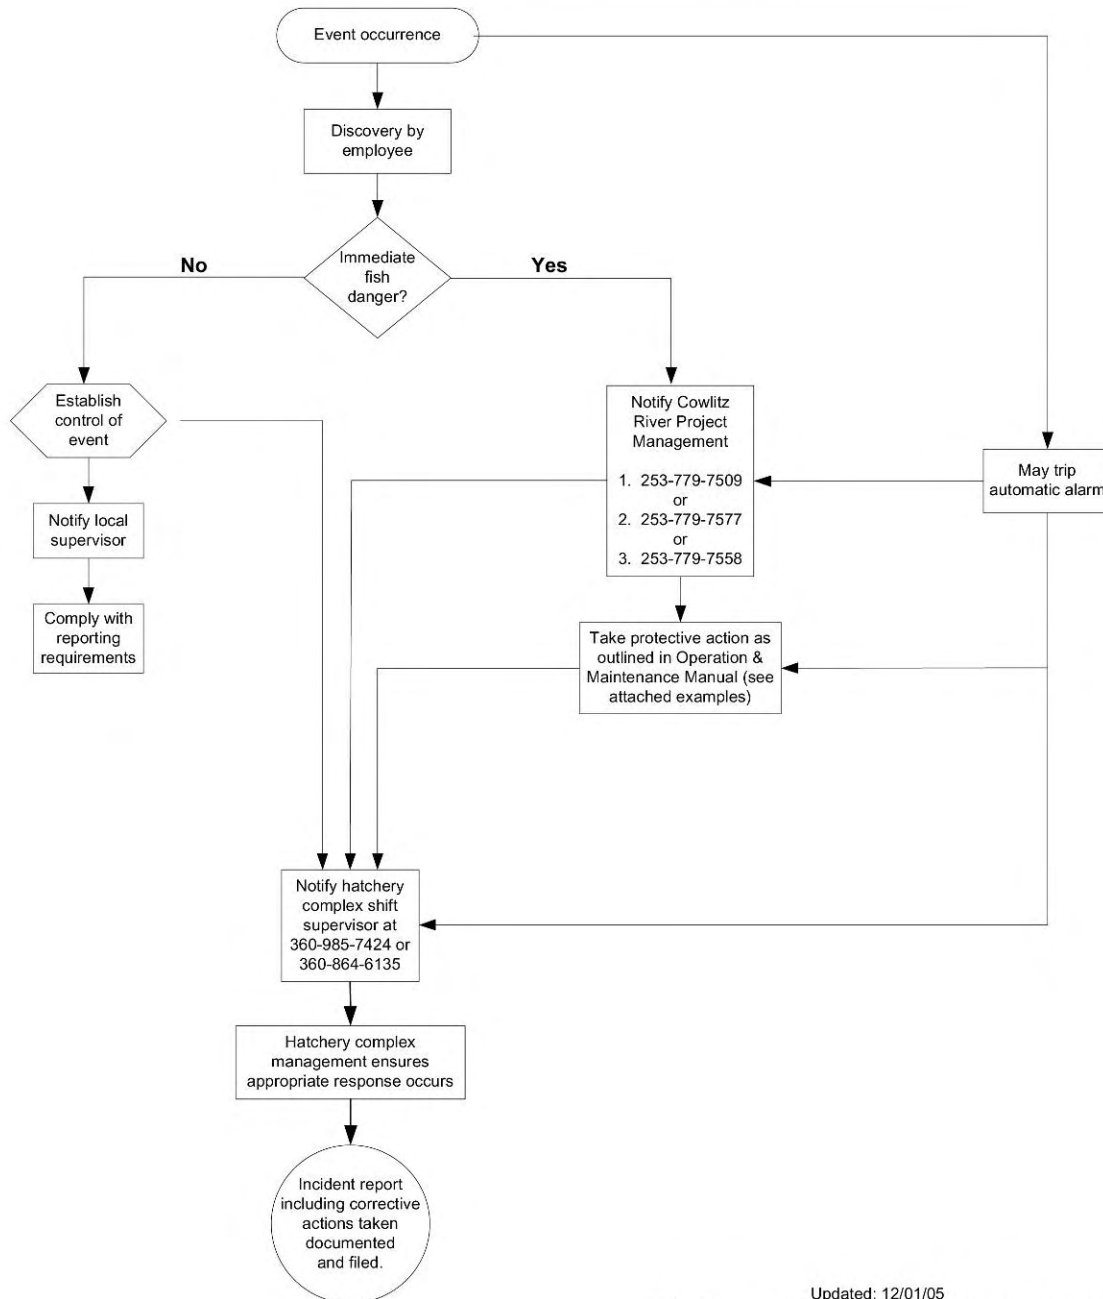 Event occurrence
Discovery by
employee
Immediate
fish
danger?
No
Yes
Establish
control of
event
Notify local
supervisor
Comply with
reporting
requirements
Notify Cowlitz
River Project
Management
1. 253-779-7509
or
2. 253-779-7577
or
3. 253-779-7558
May trip
automatic alarm
Take protective action as
outlined in Operation &
Maintenance Manual (see
attached examples)
Notify hatchery
complex shift
supervisor at
360-985-7424 or
360-864-6135
Hatchery complex
management ensures
appropriate response occurs
Incident report
including corrective
actions taken
documented
and filed.
Updated: 12/01/05